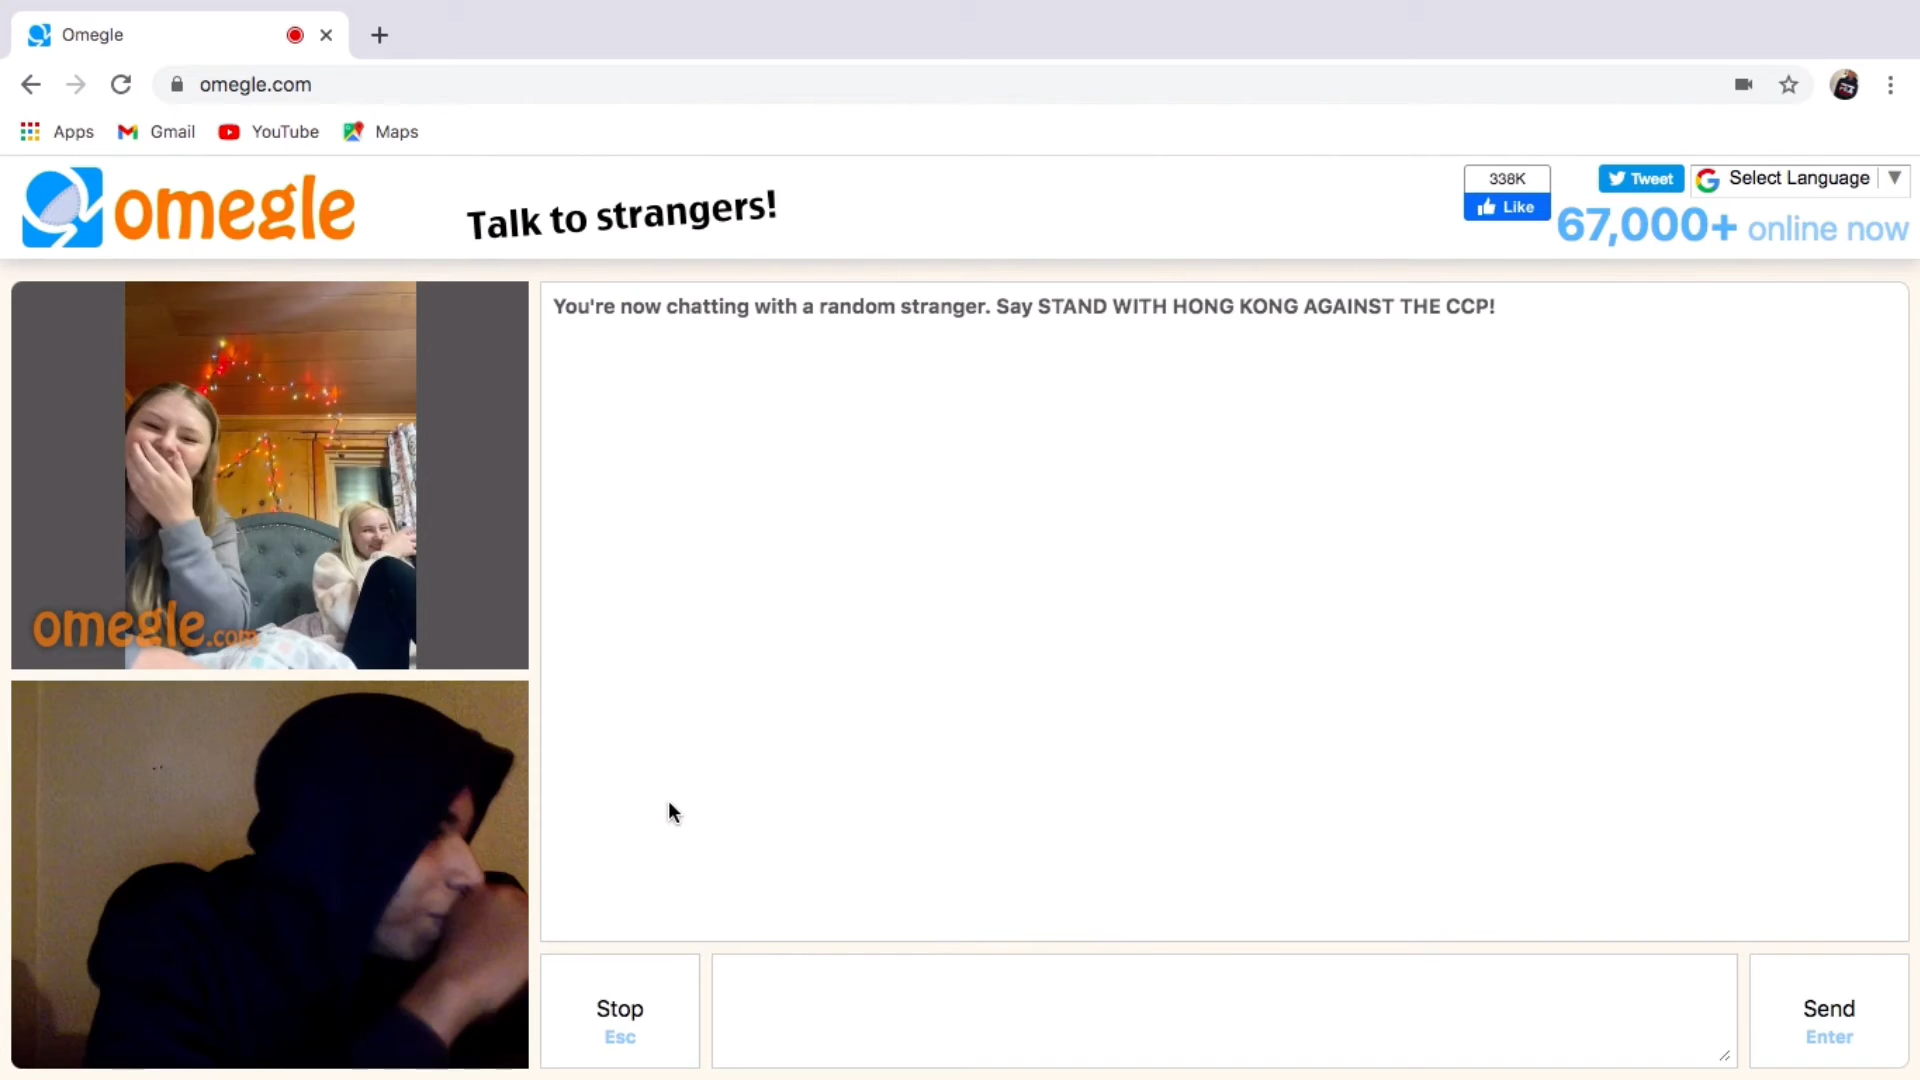 Omegle
omegle.com
Apps
Gmail
YouTube
Maps
omegle
Talk to strangers!
338K
Like
Tweet
Select Language
67,000+ online now
You're now chatting with a random stranger. Say STAND WITH HONG KONG AGAINST THE CCP!
omegle.com
Stop
Esc
Send
Enter